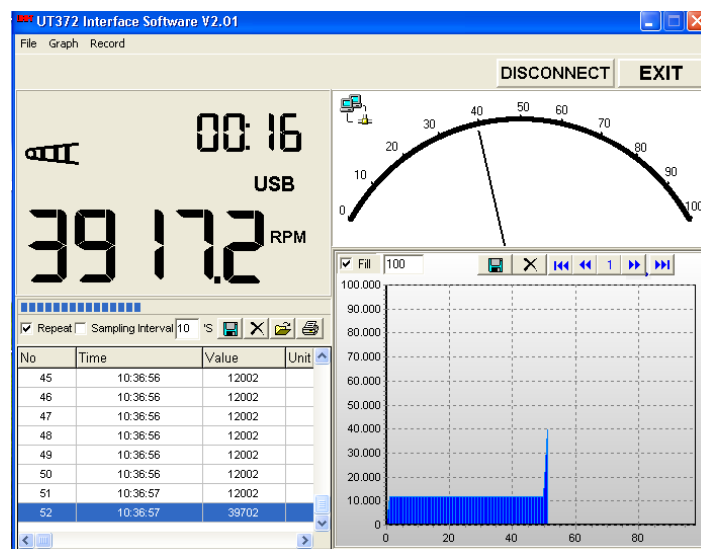 UT372 Interface Software V2.01
File Graph Record
DISCONNECT EXIT
00:16
USB
3917.2 RPM
0 10 20 30 40 50 60 70 80 90 100
Fill 100 1
Repeat Sampling Interval 10 'S
No Time Value Unit
45 10:36:56 12002
46 10:36:56 12002
47 10:36:56 12002
48 10:36:56 12002
49 10:36:56 12002
50 10:36:56 12002
51 10:36:57 12002
52 10:36:57 39702
100.000
90.000
80.000
70.000
60.000
50.000
40.000
30.000
20.000
10.000
0
0 20 40 60 80